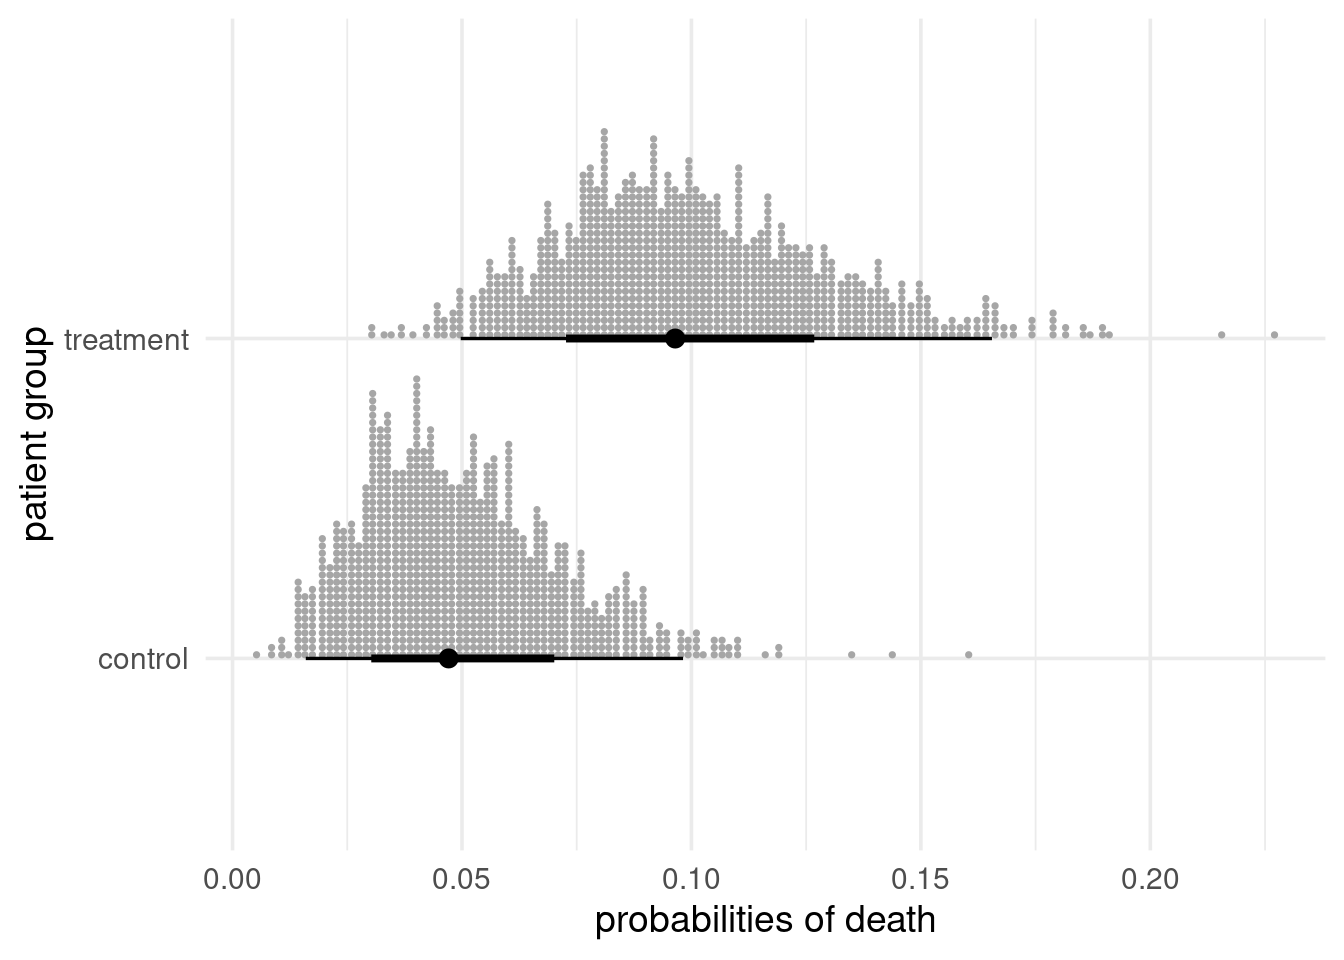 patient group
treatment
control
0.00 0.05 0.10 0.15 0.20
probabilities of death